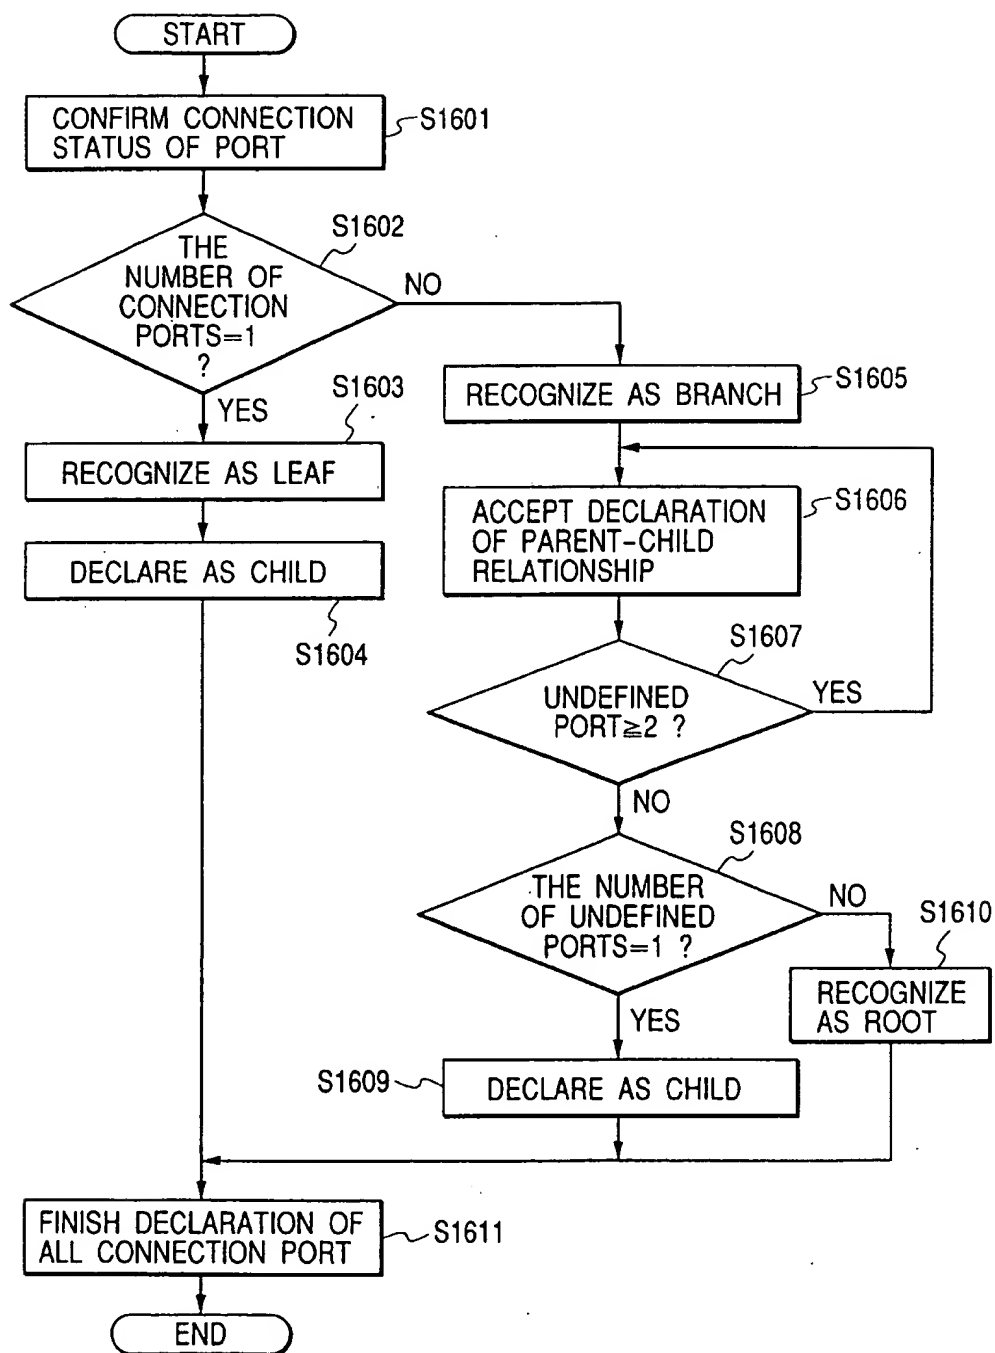 START
CONFIRM CONNECTION
STATUS OF PORT
S1601
S1602
THE
NUMBER OF
CONNECTION
PORTS=1
?
NO
YES
S1603
RECOGNIZE AS LEAF
DECLARE AS CHILD
S1604
RECOGNIZE AS BRANCH
S1605
ACCEPT DECLARATION
OF PARENT-CHILD
RELATIONSHIP
S1606
S1607
UNDEFINED
PORT≧2 ?
YES
NO
S1608
THE NUMBER
OF UNDEFINED
PORTS=1 ?
NO
S1610
RECOGNIZE
AS ROOT
YES
S1609
DECLARE AS CHILD
FINISH DECLARATION OF
ALL CONNECTION PORT
S1611
END